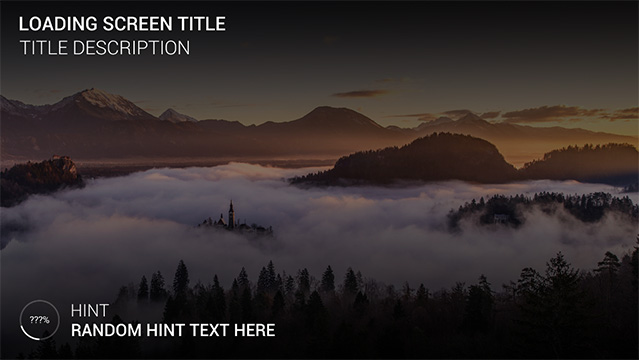 LOADING SCREEN TITLE
TITLE DESCRIPTION
???%
HINT
RANDOM HINT TEXT HERE